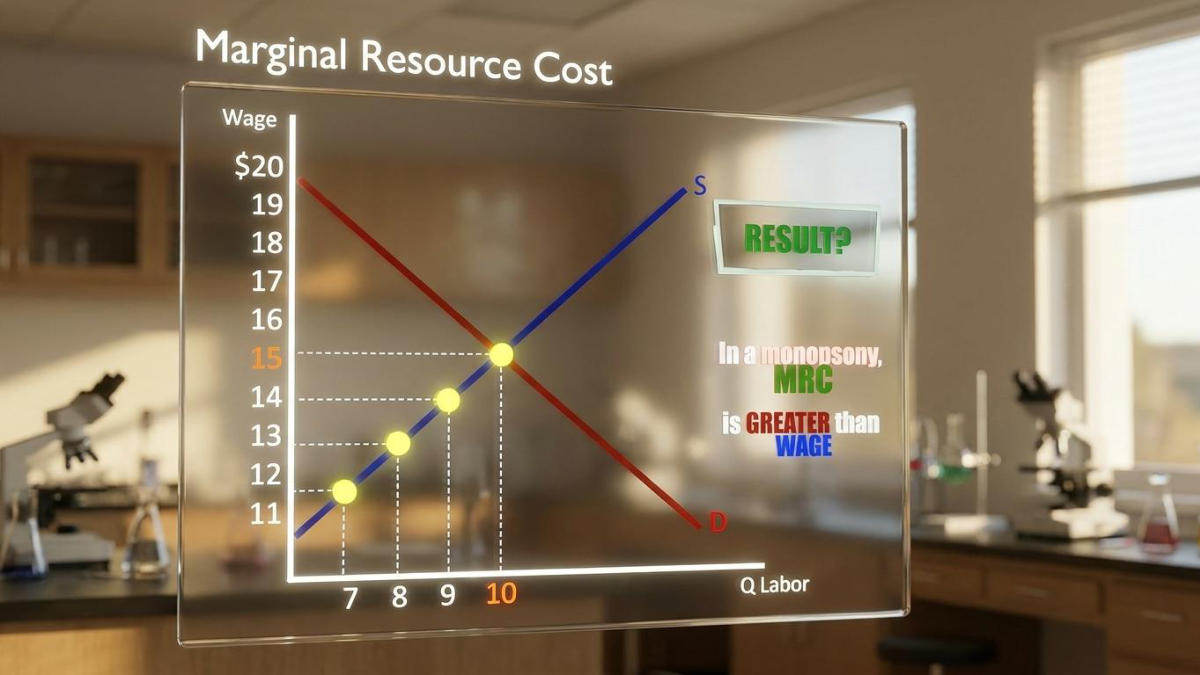 Marginal Resource Cost
Wage
$20
19
18
17
16
15
14
13
12
11
7 8 9 10
Q Labor
S
D
RESULT?
In a monopsony,
MRC
is GREATER than
WAGE